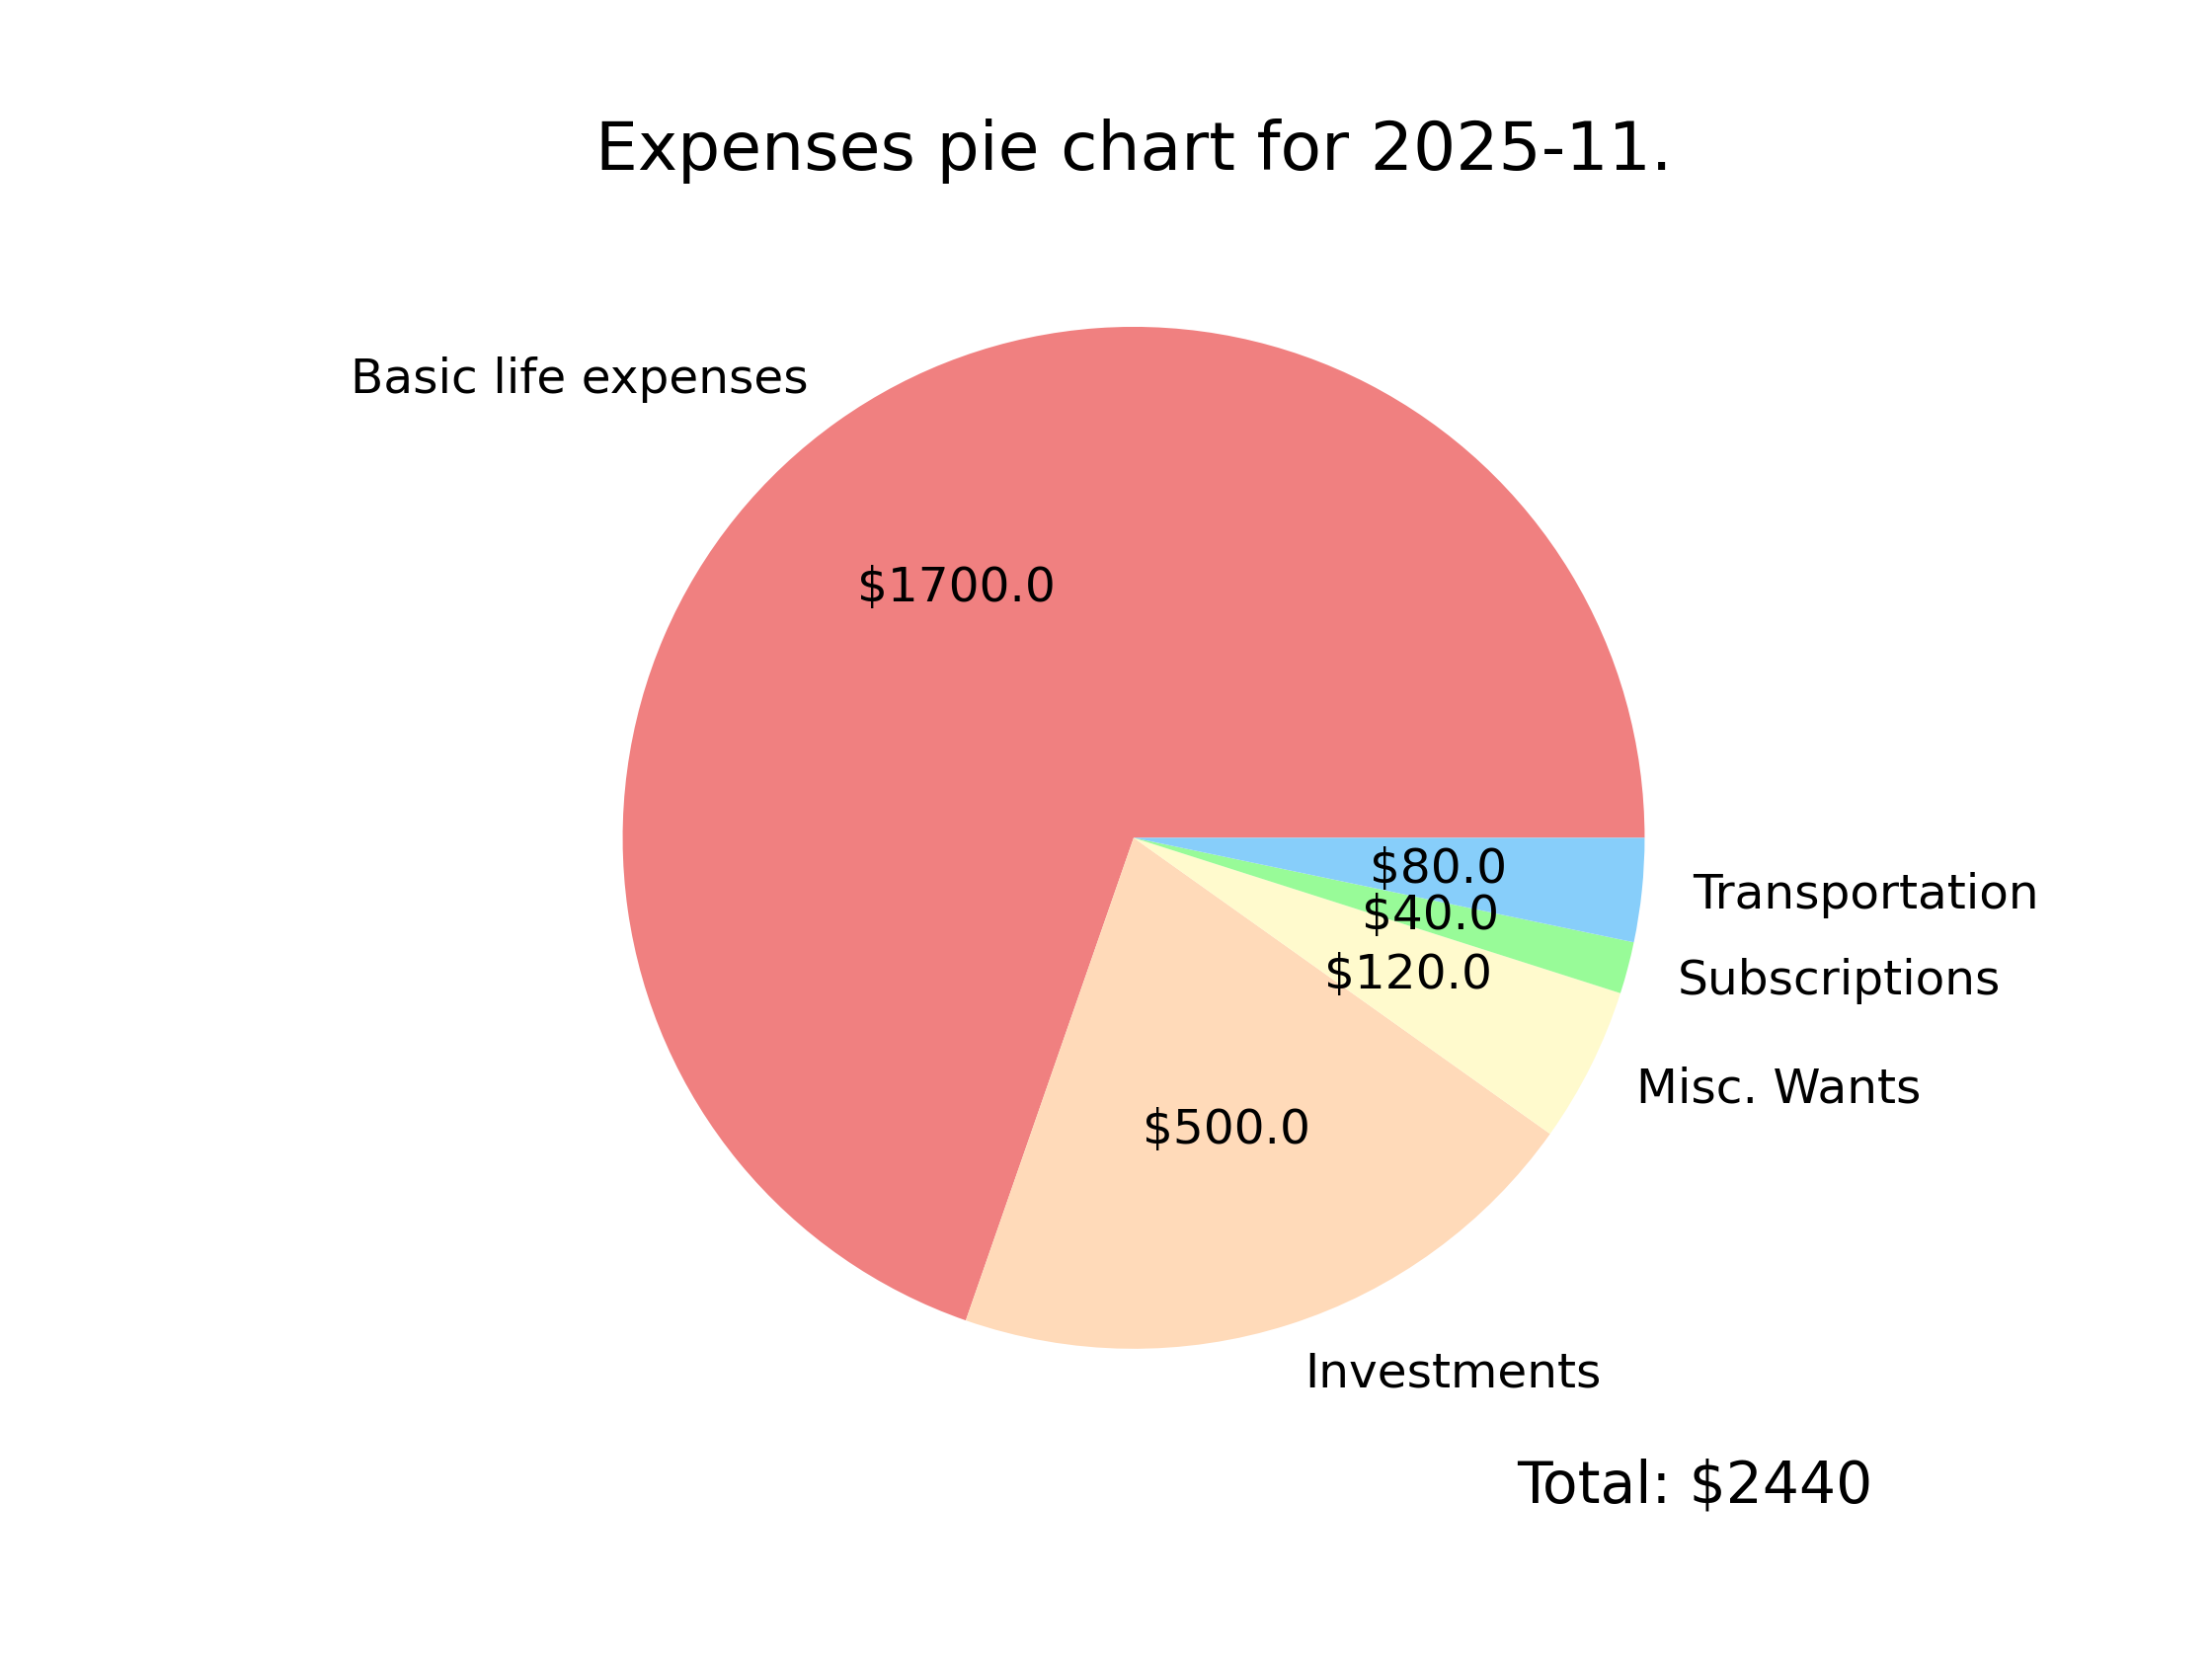 Expenses pie chart for 2025-11.
Basic life expenses
$1700.0
$80.0
Transportation
$40.0
Subscriptions
$120.0
Misc. Wants
$500.0
Investments
Total: $2440